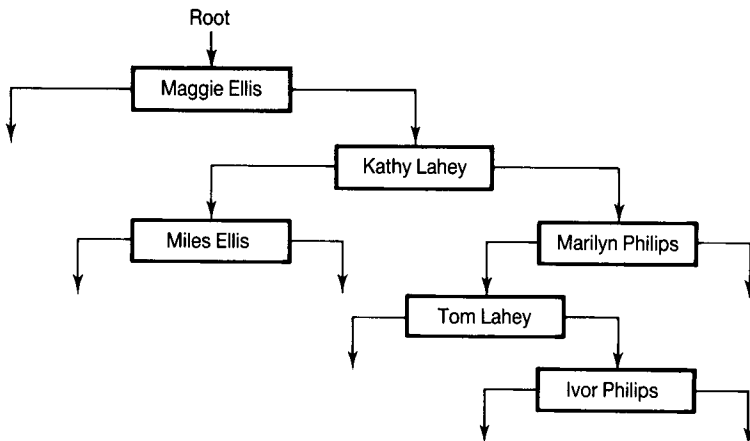 Root
Maggie Ellis
Kathy Lahey
Miles Ellis
Marilyn Philips
Tom Lahey
Ivor Philips